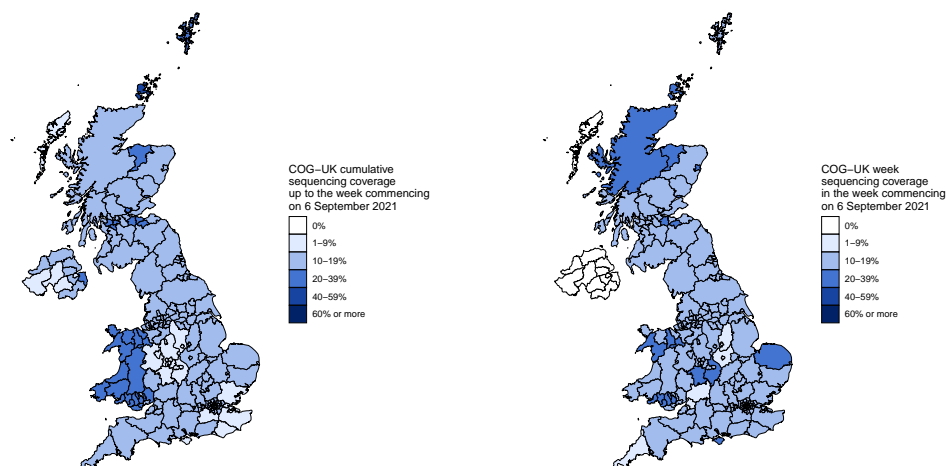 COG−UK cumulative
sequencing coverage
up to the week commencing
on 6 September 2021
0%
1−9%
10−19%
20−39%
40−59%
60% or more
COG−UK week
sequencing coverage
in the week commencing
on 6 September 2021
0%
1−9%
10−19%
20−39%
40−59%
60% or more